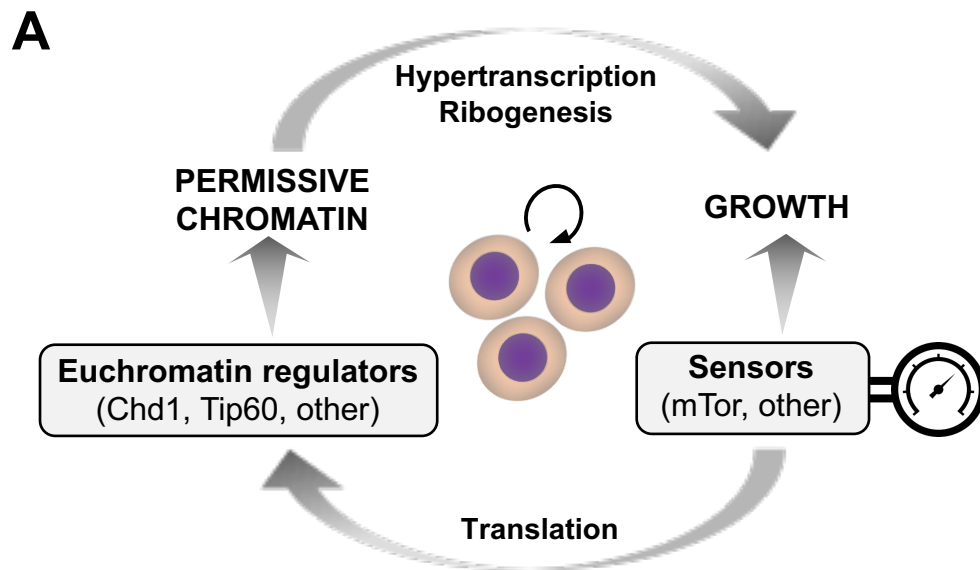 A
Hypertranscription
Ribogenesis
PERMISSIVE
CHROMATIN
GROWTH
Euchromatin regulators
(Chd1, Tip60, other)
Sensors
(mTor, other)
Translation